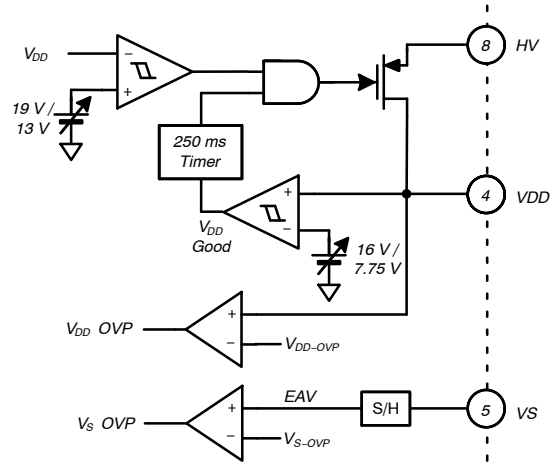 V_DD
8
HV
−
+
19 V /
13 V
250 ms
Timer
V_DD
Good
+
−
16 V /
7.75 V
4
VDD
V_DD OVP
+
−
V_DD−OVP
V_S OVP
+
−
EAV
S/H
V_S−OVP
5
VS